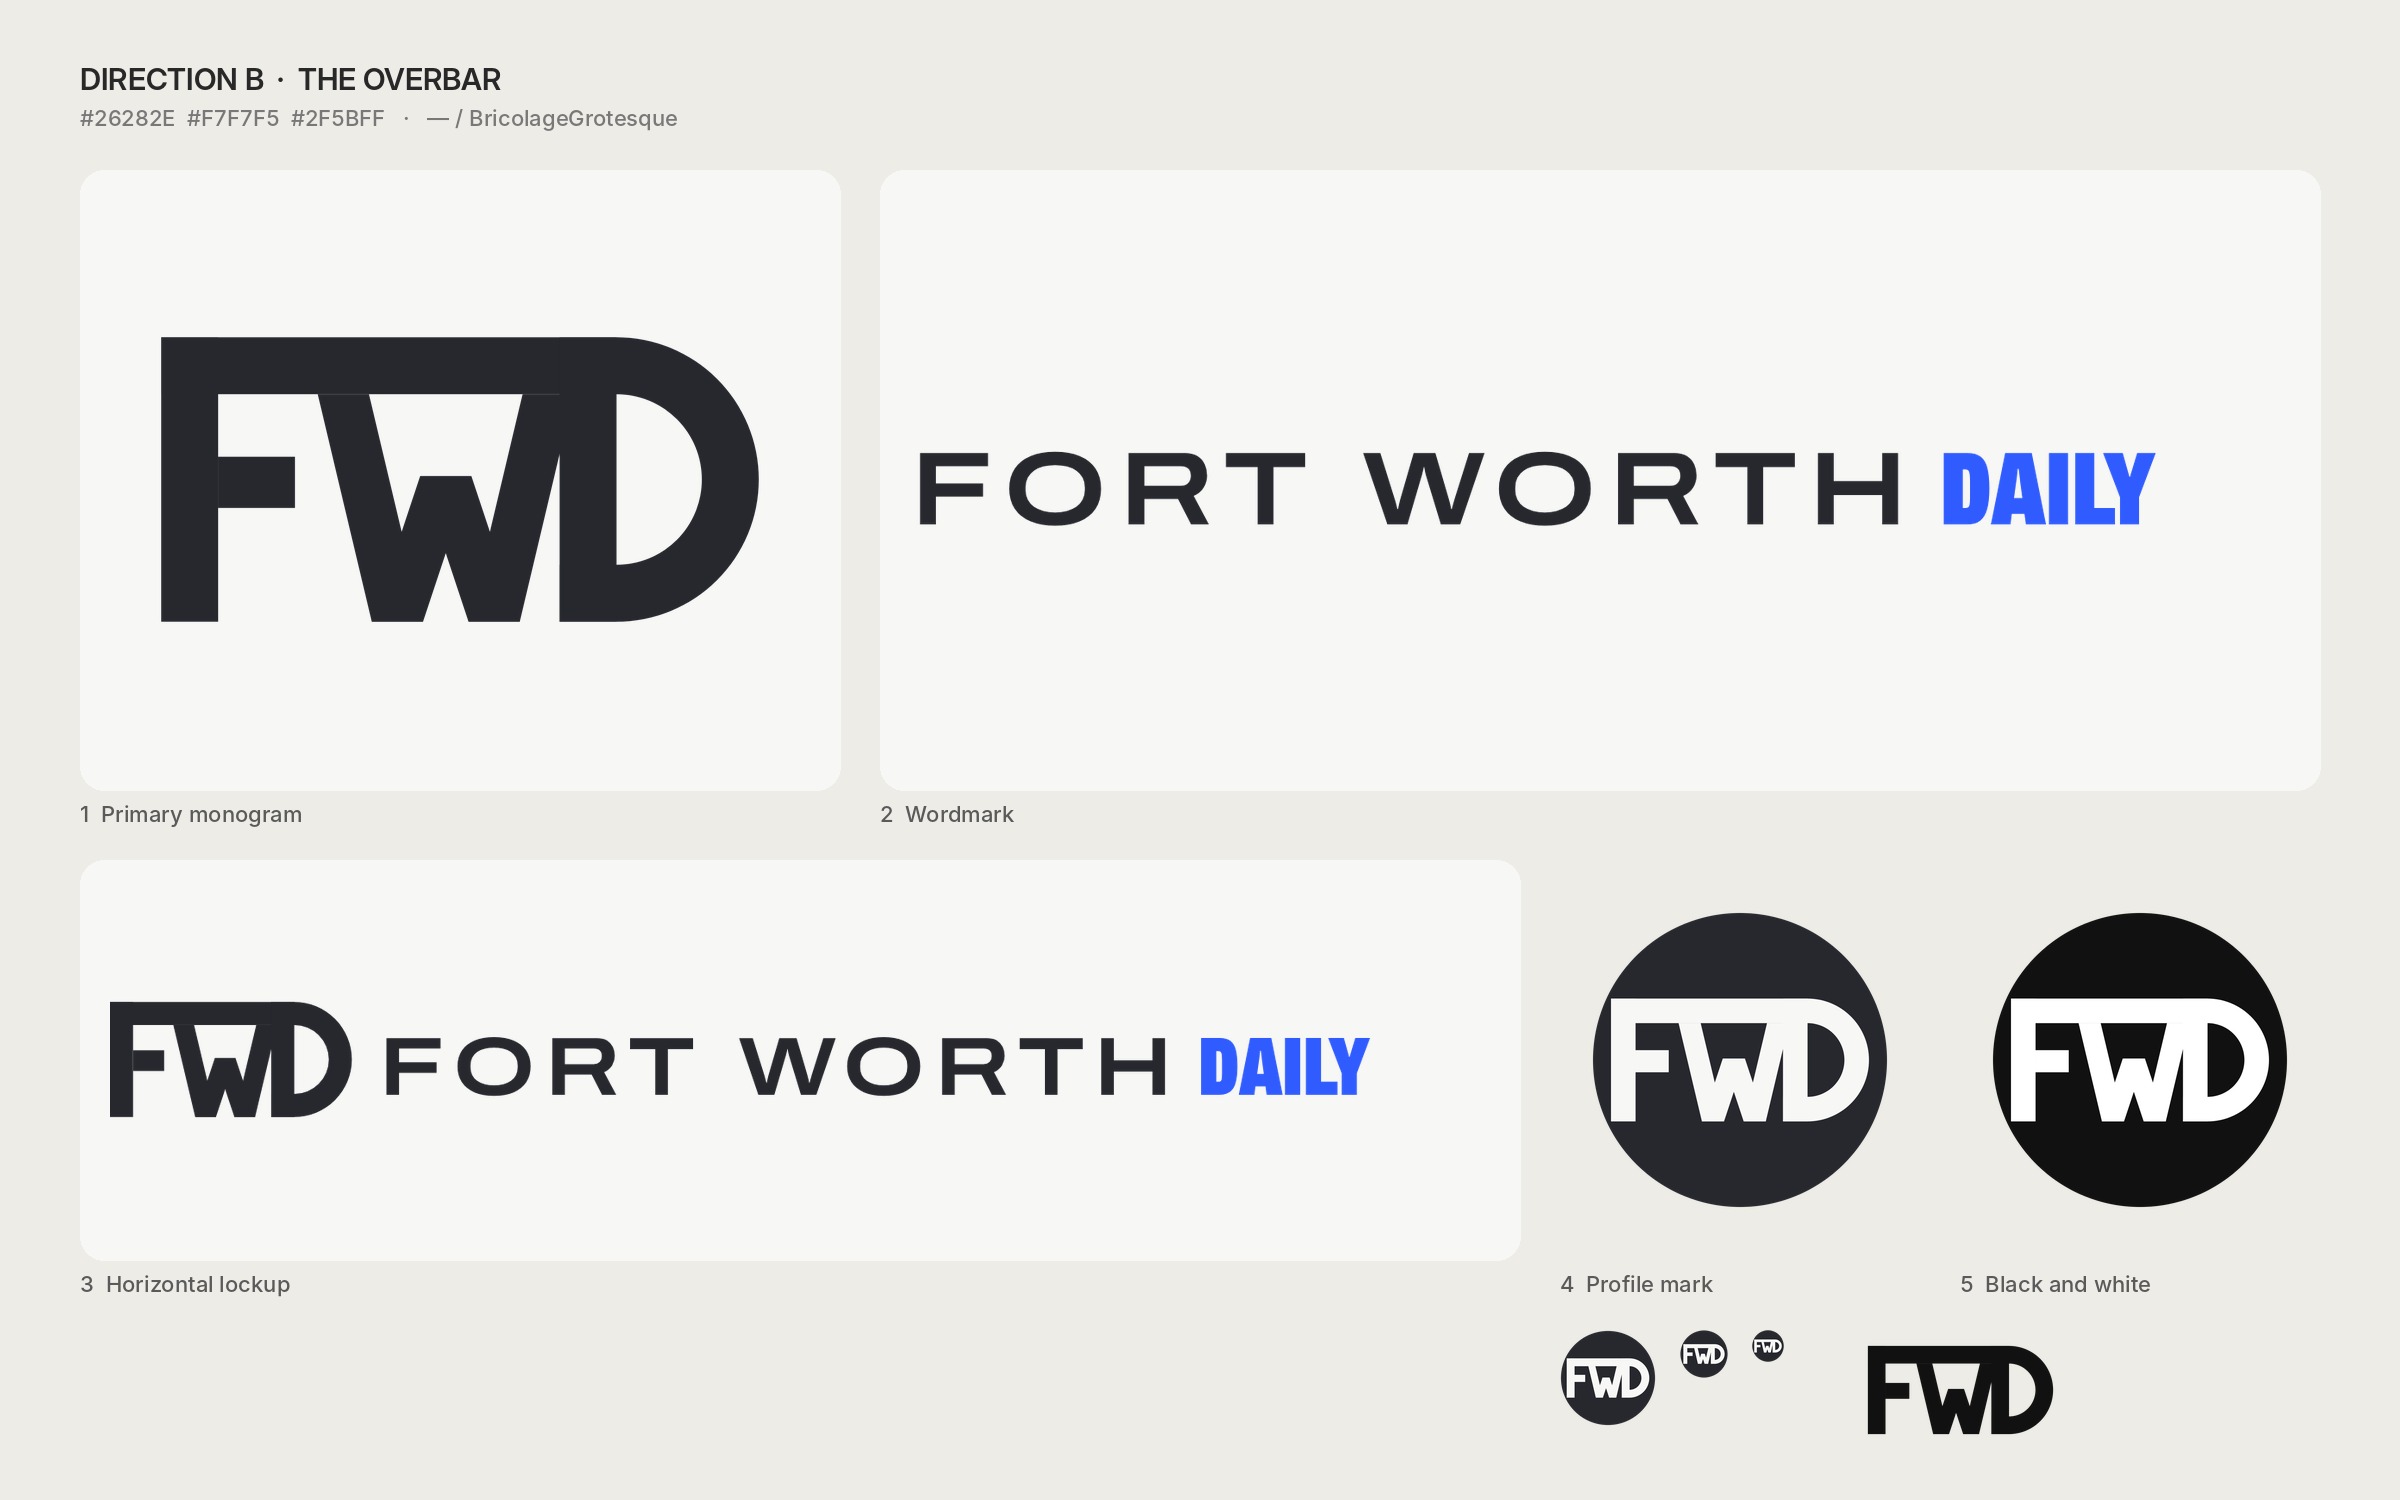 DIRECTION B · THE OVERBAR
#26282E #F7F7F5 #2F5BFF · — / BricolageGrotesque
FWD
FORT WORTH DAILY
1 Primary monogram
2 Wordmark
FWD FORT WORTH DAILY
FWD
FWD
3 Horizontal lockup
4 Profile mark
5 Black and white
FWD
FWD
FWD
FWD